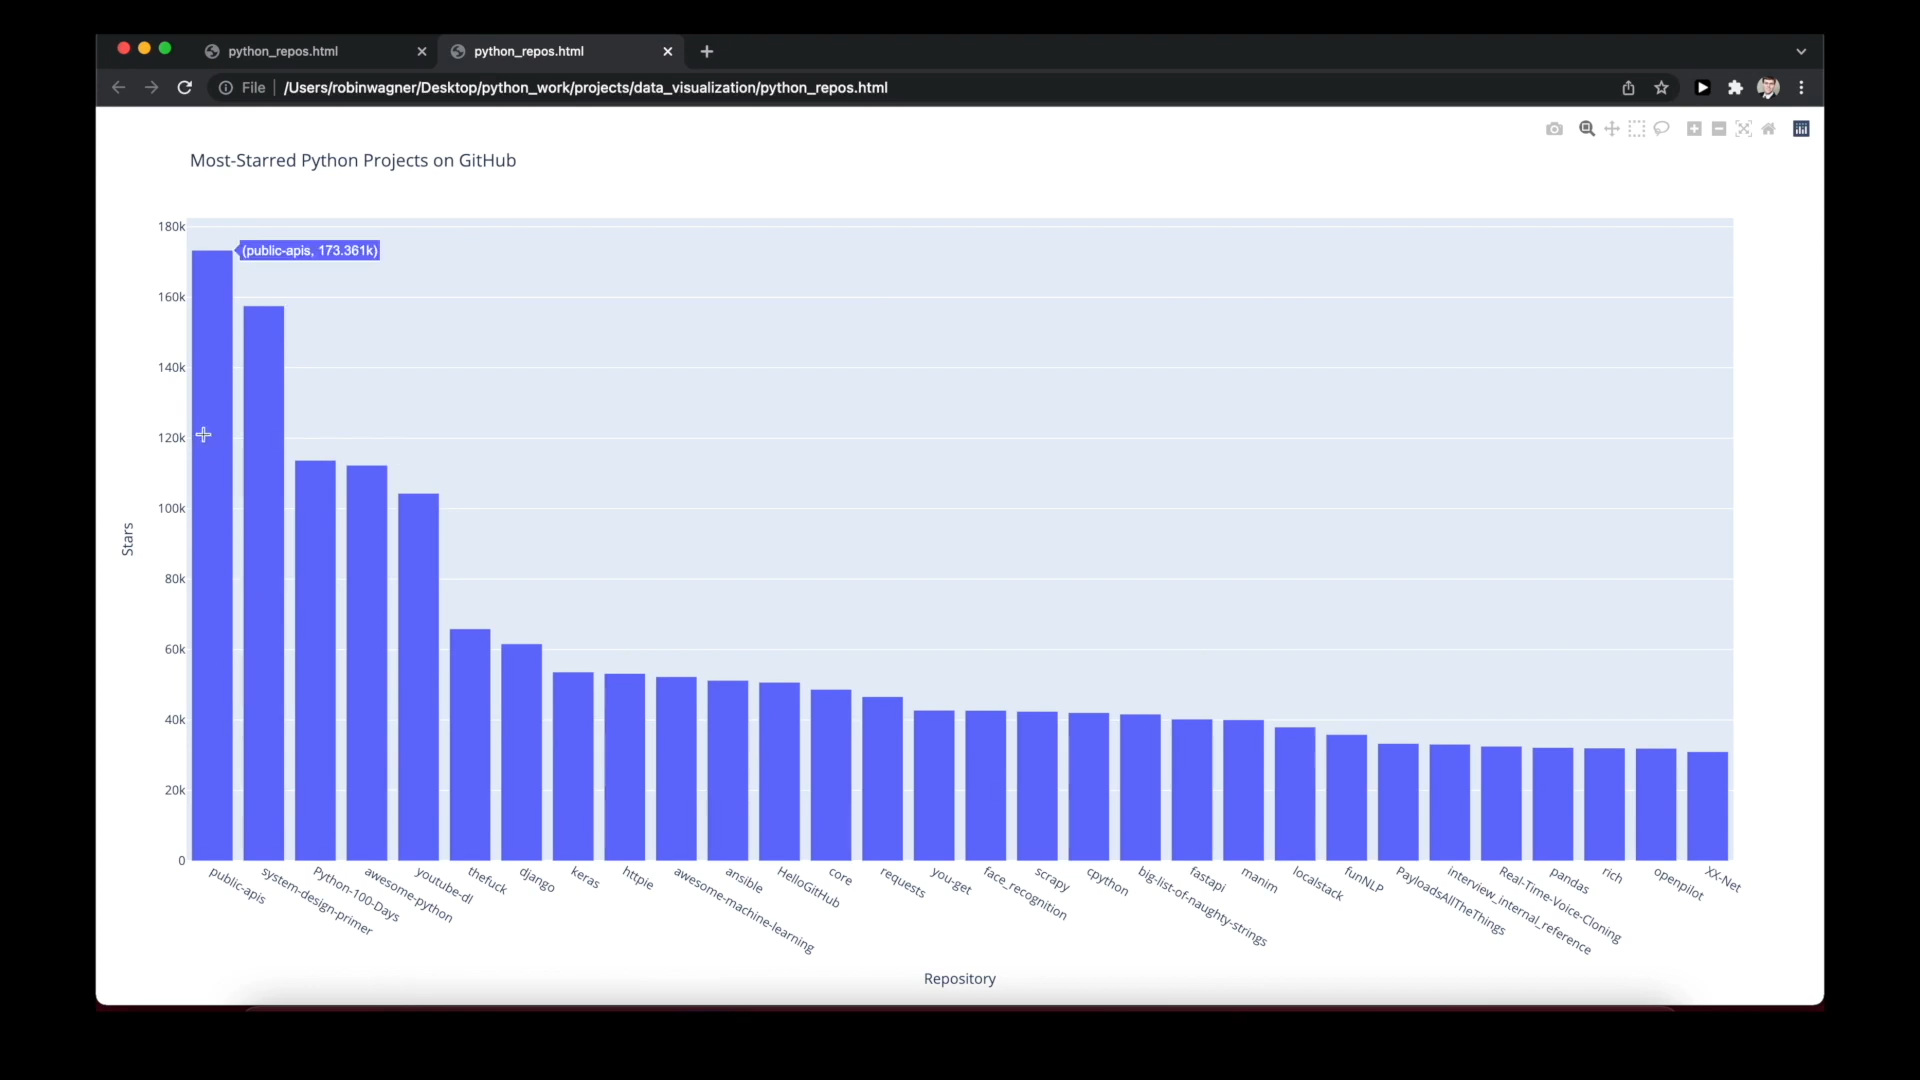 python_repos.html
python_repos.html
File
/Users/robinwagner/Desktop/python_work/projects/data_visualization/python_repos.html
Most-Starred Python Projects on GitHub
180k
(public-apis, 173.361k)
160k
140k
120k
100k
Stars
80k
60k
40k
20k
0
public-apis
system-design-primer
Python-100-Days
awesome-python
youtube-dl
thefuck
django
keras
httpie
awesome-machine-learning
ansible
HelloGitHub
core
requests
you-get
face_recognition
scrapy
cpython
big-list-of-naughty-strings
fastapi
manim
localstack
funNLP
PayloadsAllTheThings
interview_internal_reference
Real-Time-Voice-Cloning
pandas
rich
openpilot
XX-Net
Repository